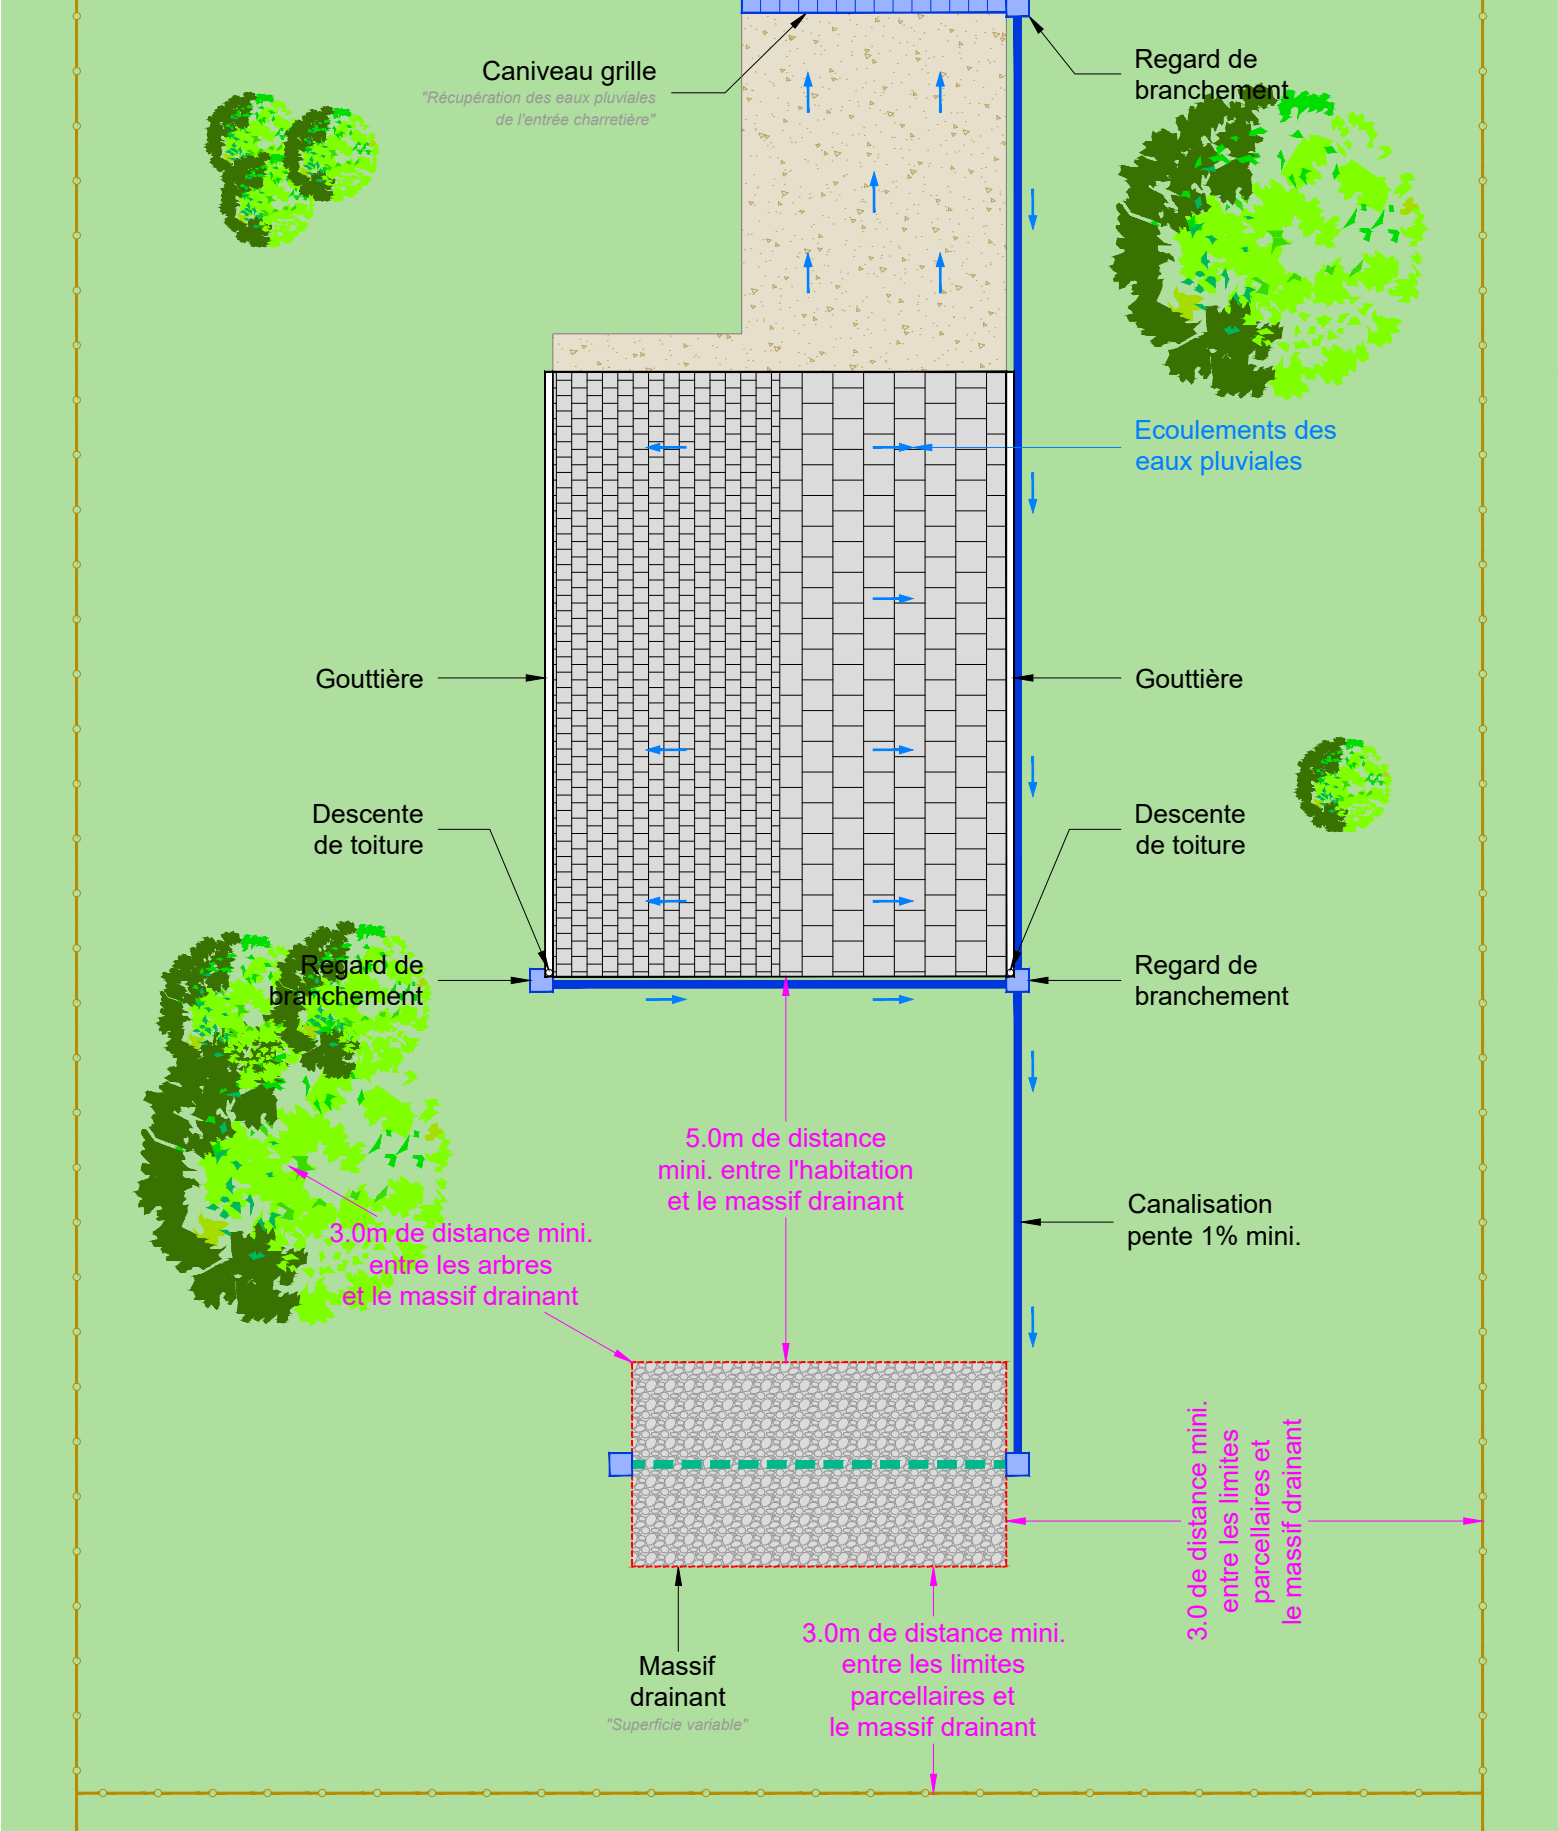 Caniveau grille
"Récupération des eaux pluviales
de l'entrée charretière"
Regard de
branchement
Ecoulements des
eaux pluviales
Gouttière
Gouttière
Descente
de toiture
Descente
de toiture
Regard de
branchement
Regard de
branchement
5.0m de distance
mini. entre l'habitation
et le massif drainant
Canalisation
pente 1% mini.
3.0m de distance mini.
entre les arbres
et le massif drainant
3.0 de distance mini.
entre les limites
parcellaires et
le massif drainant
Massif
drainant
"Superficie variable"
3.0m de distance mini.
entre les limites
parcellaires et
le massif drainant